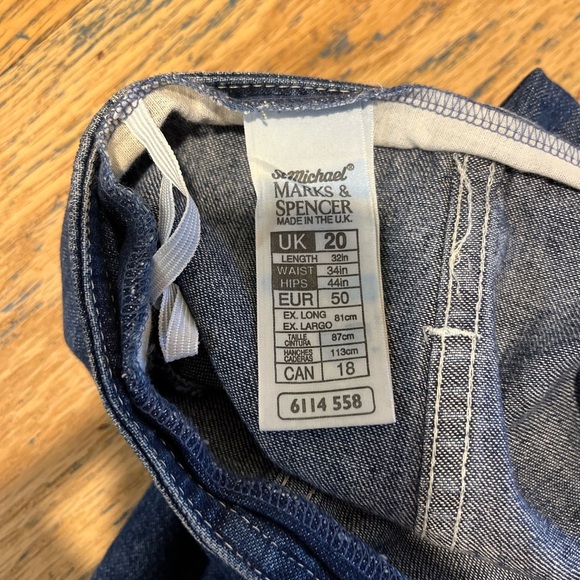 St Michael®
MARKS &
SPENCER
MADE IN THE U.K.
UK 20
LENGTH 32in
WAIST 34in
HIPS 44in
EUR 50
EX. LONG 81cm
EX. LARGO
TAILLE 87cm
CINTURA
HANCHES 113cm
CADERAS
CAN 18
6114 558